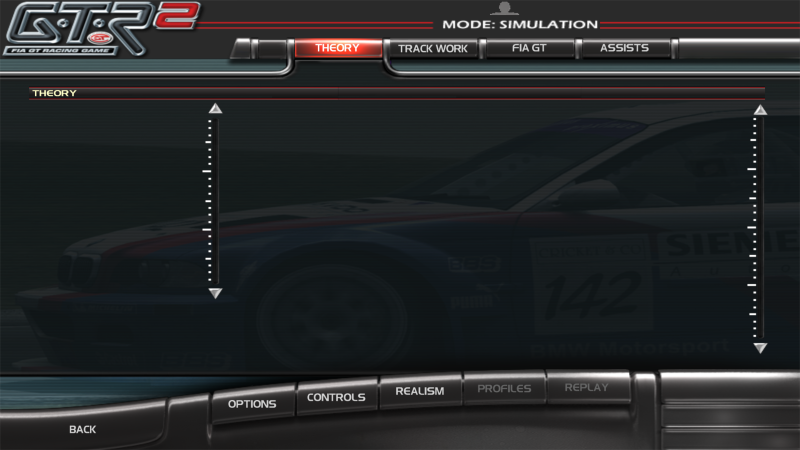 GTR2
FIA GT RACING GAME
MODE: SIMULATION
THEORY
TRACK WORK
FIA GT
ASSISTS
THEORY
SIEME
142
BACK
OPTIONS
CONTROLS
REALISM
PROFILES
REPLAY